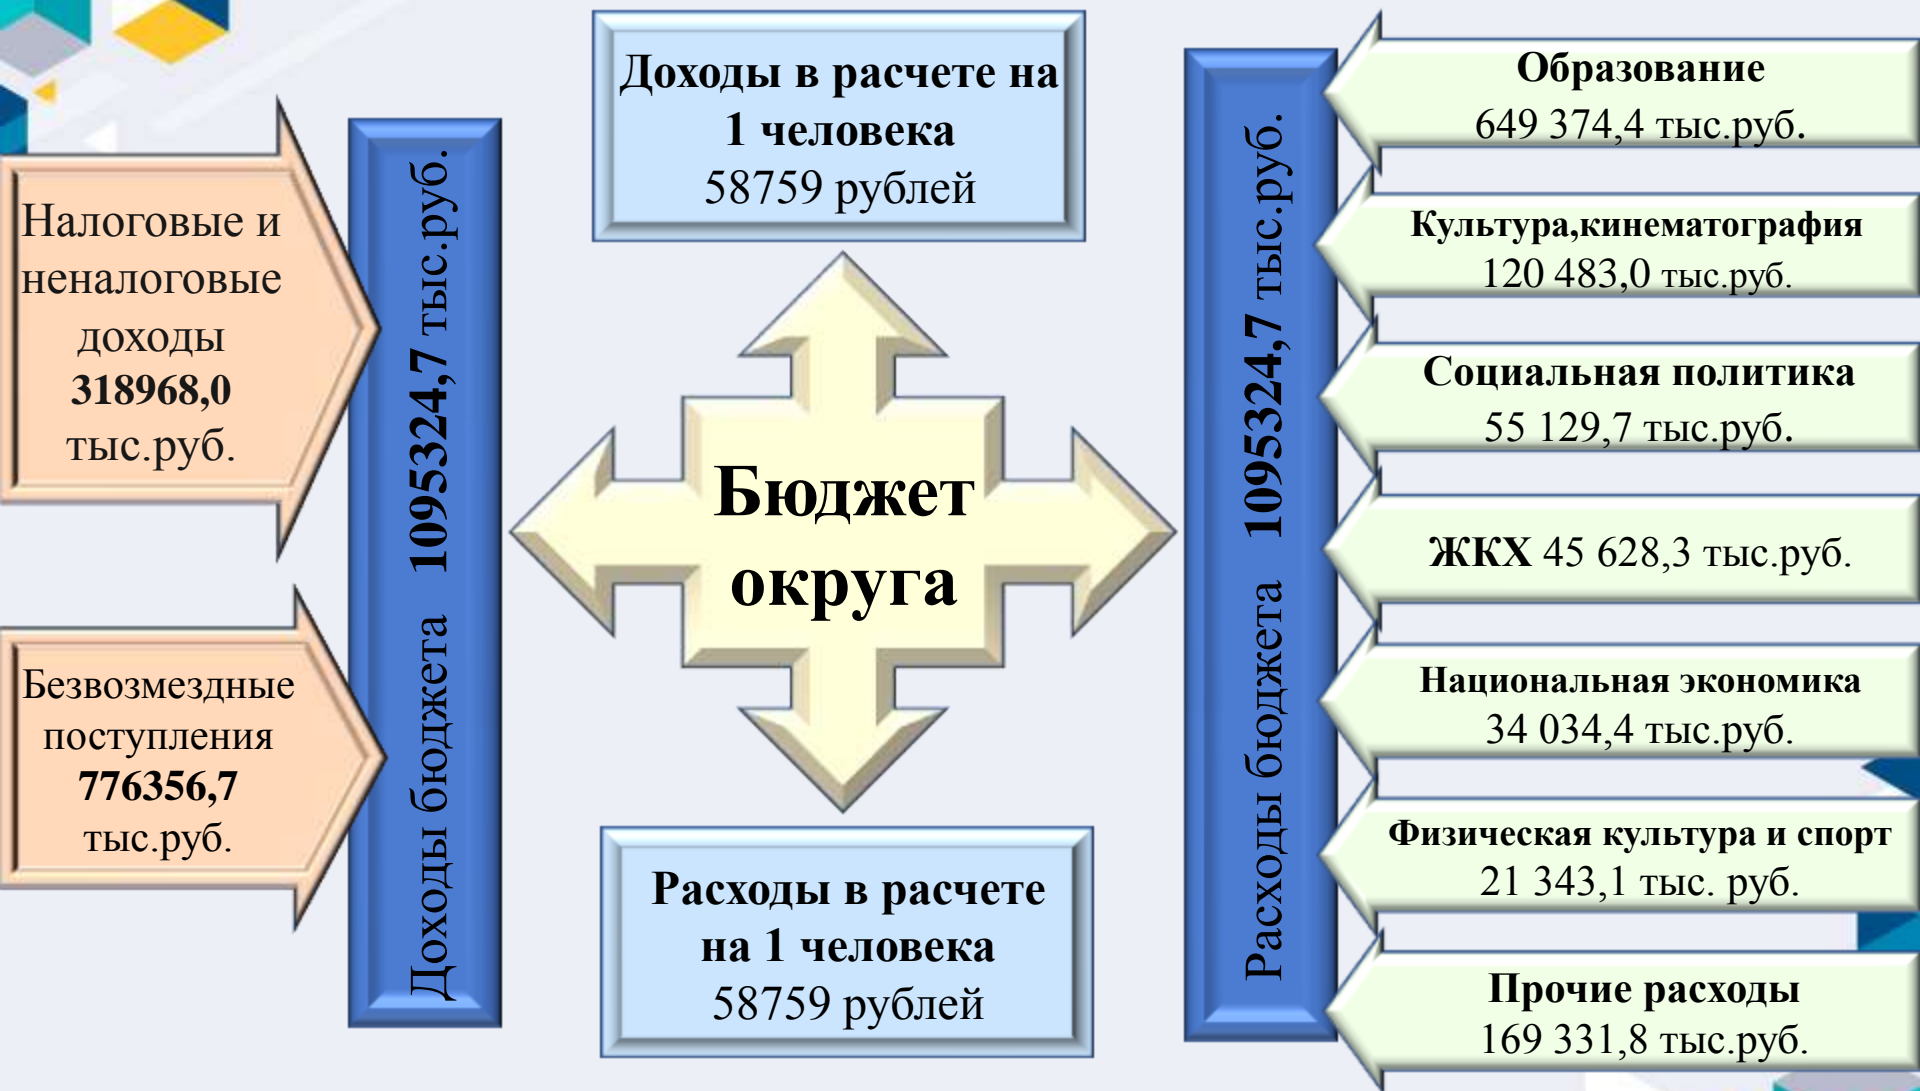 Налоговые и
неналоговые
доходы
318968,0
тыс.руб.
Безвозмездные
поступления
776356,7
тыс.руб.
Доходы бюджета 1095324,7 тыс.руб.
Доходы в расчете на
1 человека
58759 рублей
Бюджет
округа
Расходы в расчете
на 1 человека
58759 рублей
Расходы бюджета 1095324,7 тыс.руб.
Образование
649 374,4 тыс.руб.
Культура,кинематография
120 483,0 тыс.руб.
Социальная политика
55 129,7 тыс.руб.
ЖКХ 45 628,3 тыс.руб.
Национальная экономика
34 034,4 тыс.руб.
Физическая культура и спорт
21 343,1 тыс. руб.
Прочие расходы
169 331,8 тыс.руб.